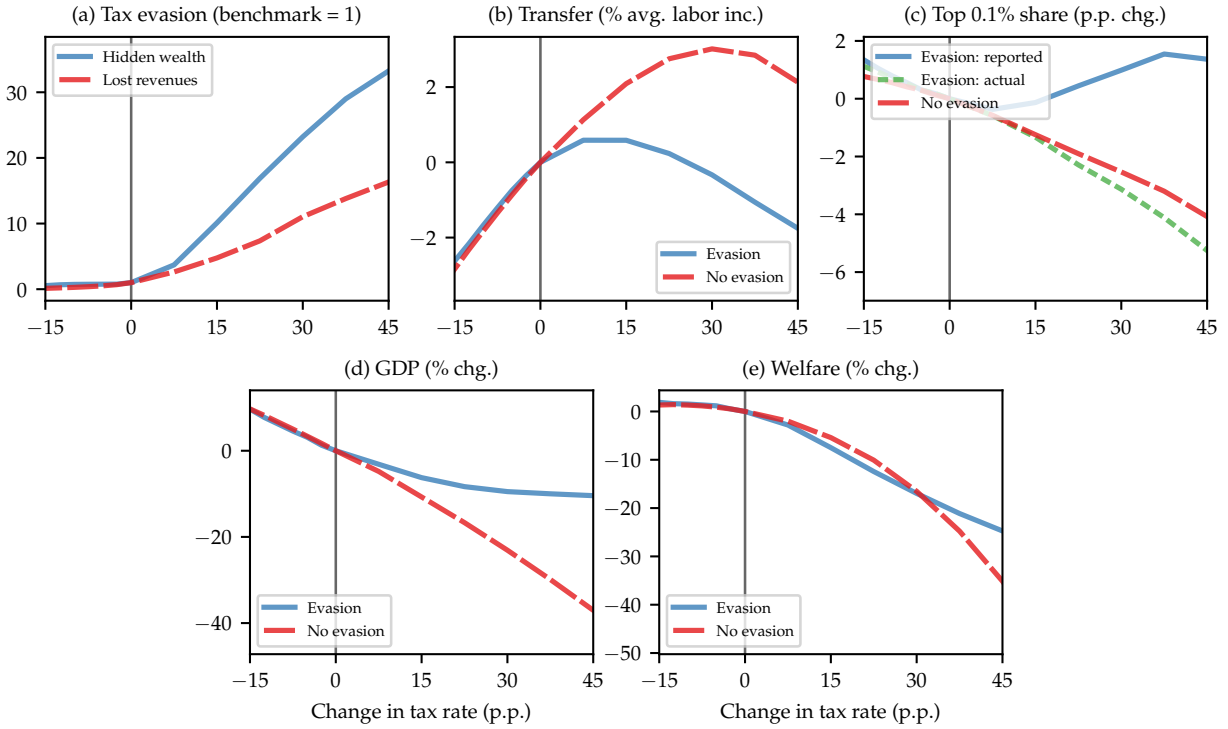 (a) Tax evasion (benchmark = 1)
Hidden wealth
Lost revenues
30
20
10
0
−15 0 15 30 45
(b) Transfer (% avg. labor inc.)
2
0
−2
Evasion
No evasion
−15 0 15 30 45
(c) Top 0.1% share (p.p. chg.)
Evasion: reported
Evasion: actual
No evasion
2
0
−2
−4
−6
−15 0 15 30 45
(d) GDP (% chg.)
0
−20
−40
Evasion
No evasion
−15 0 15 30 45
Change in tax rate (p.p.)
(e) Welfare (% chg.)
0
−10
−20
−30
−40
−50
Evasion
No evasion
−15 0 15 30 45
Change in tax rate (p.p.)